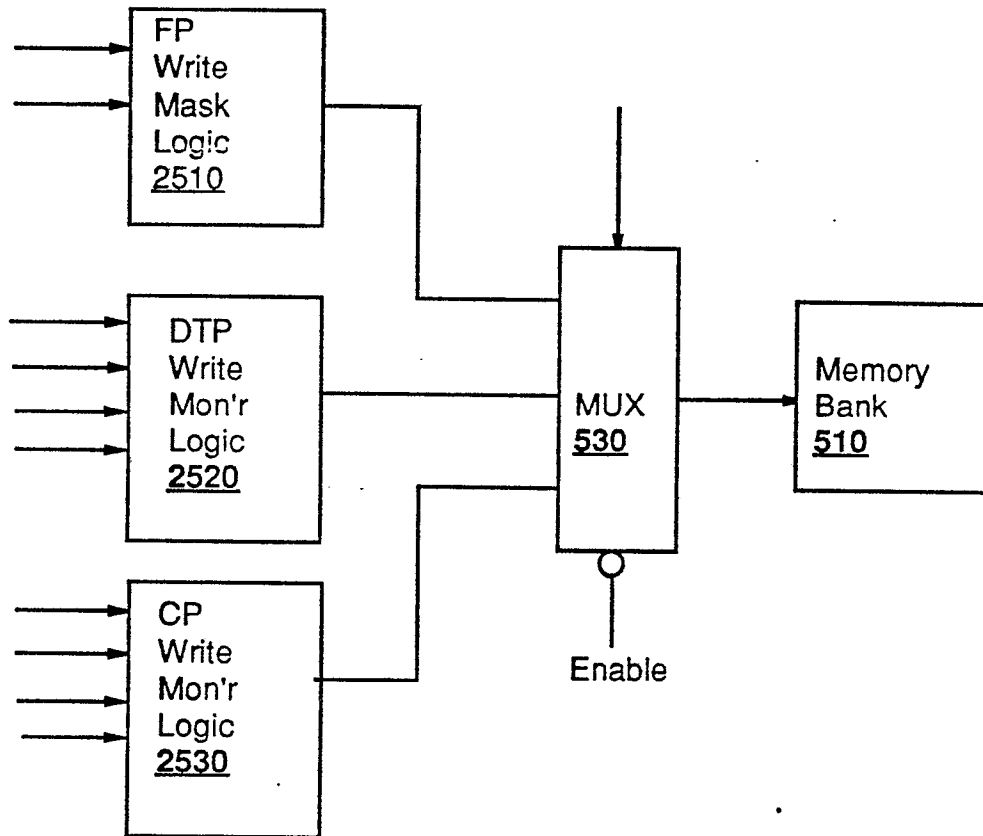 FP
Write
Mask
Logic
2510
DTP
Write
Mon'r
Logic
2520
CP
Write
Mon'r
Logic
2530
MUX
530
Enable
Memory
Bank
510